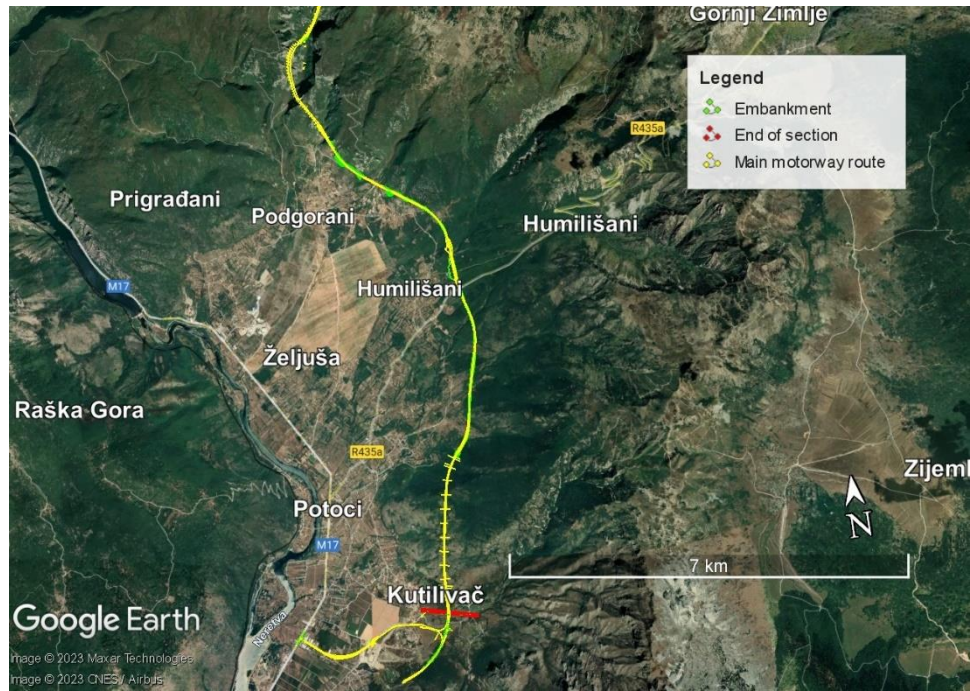 Gornji Zimlje
Legend
Embankment
End of section
Main motorway route
R435a
Prigrađani
Podgorani
Humilišani
M17
Humilišani
Željuša
Raška Gora
R435a
Zijeml
Potoci
N
M17
7 km
Kutilivač
Google Earth
Neretva
Image © 2023 Maxar Technologies
Image © 2023 CNES / Airbus